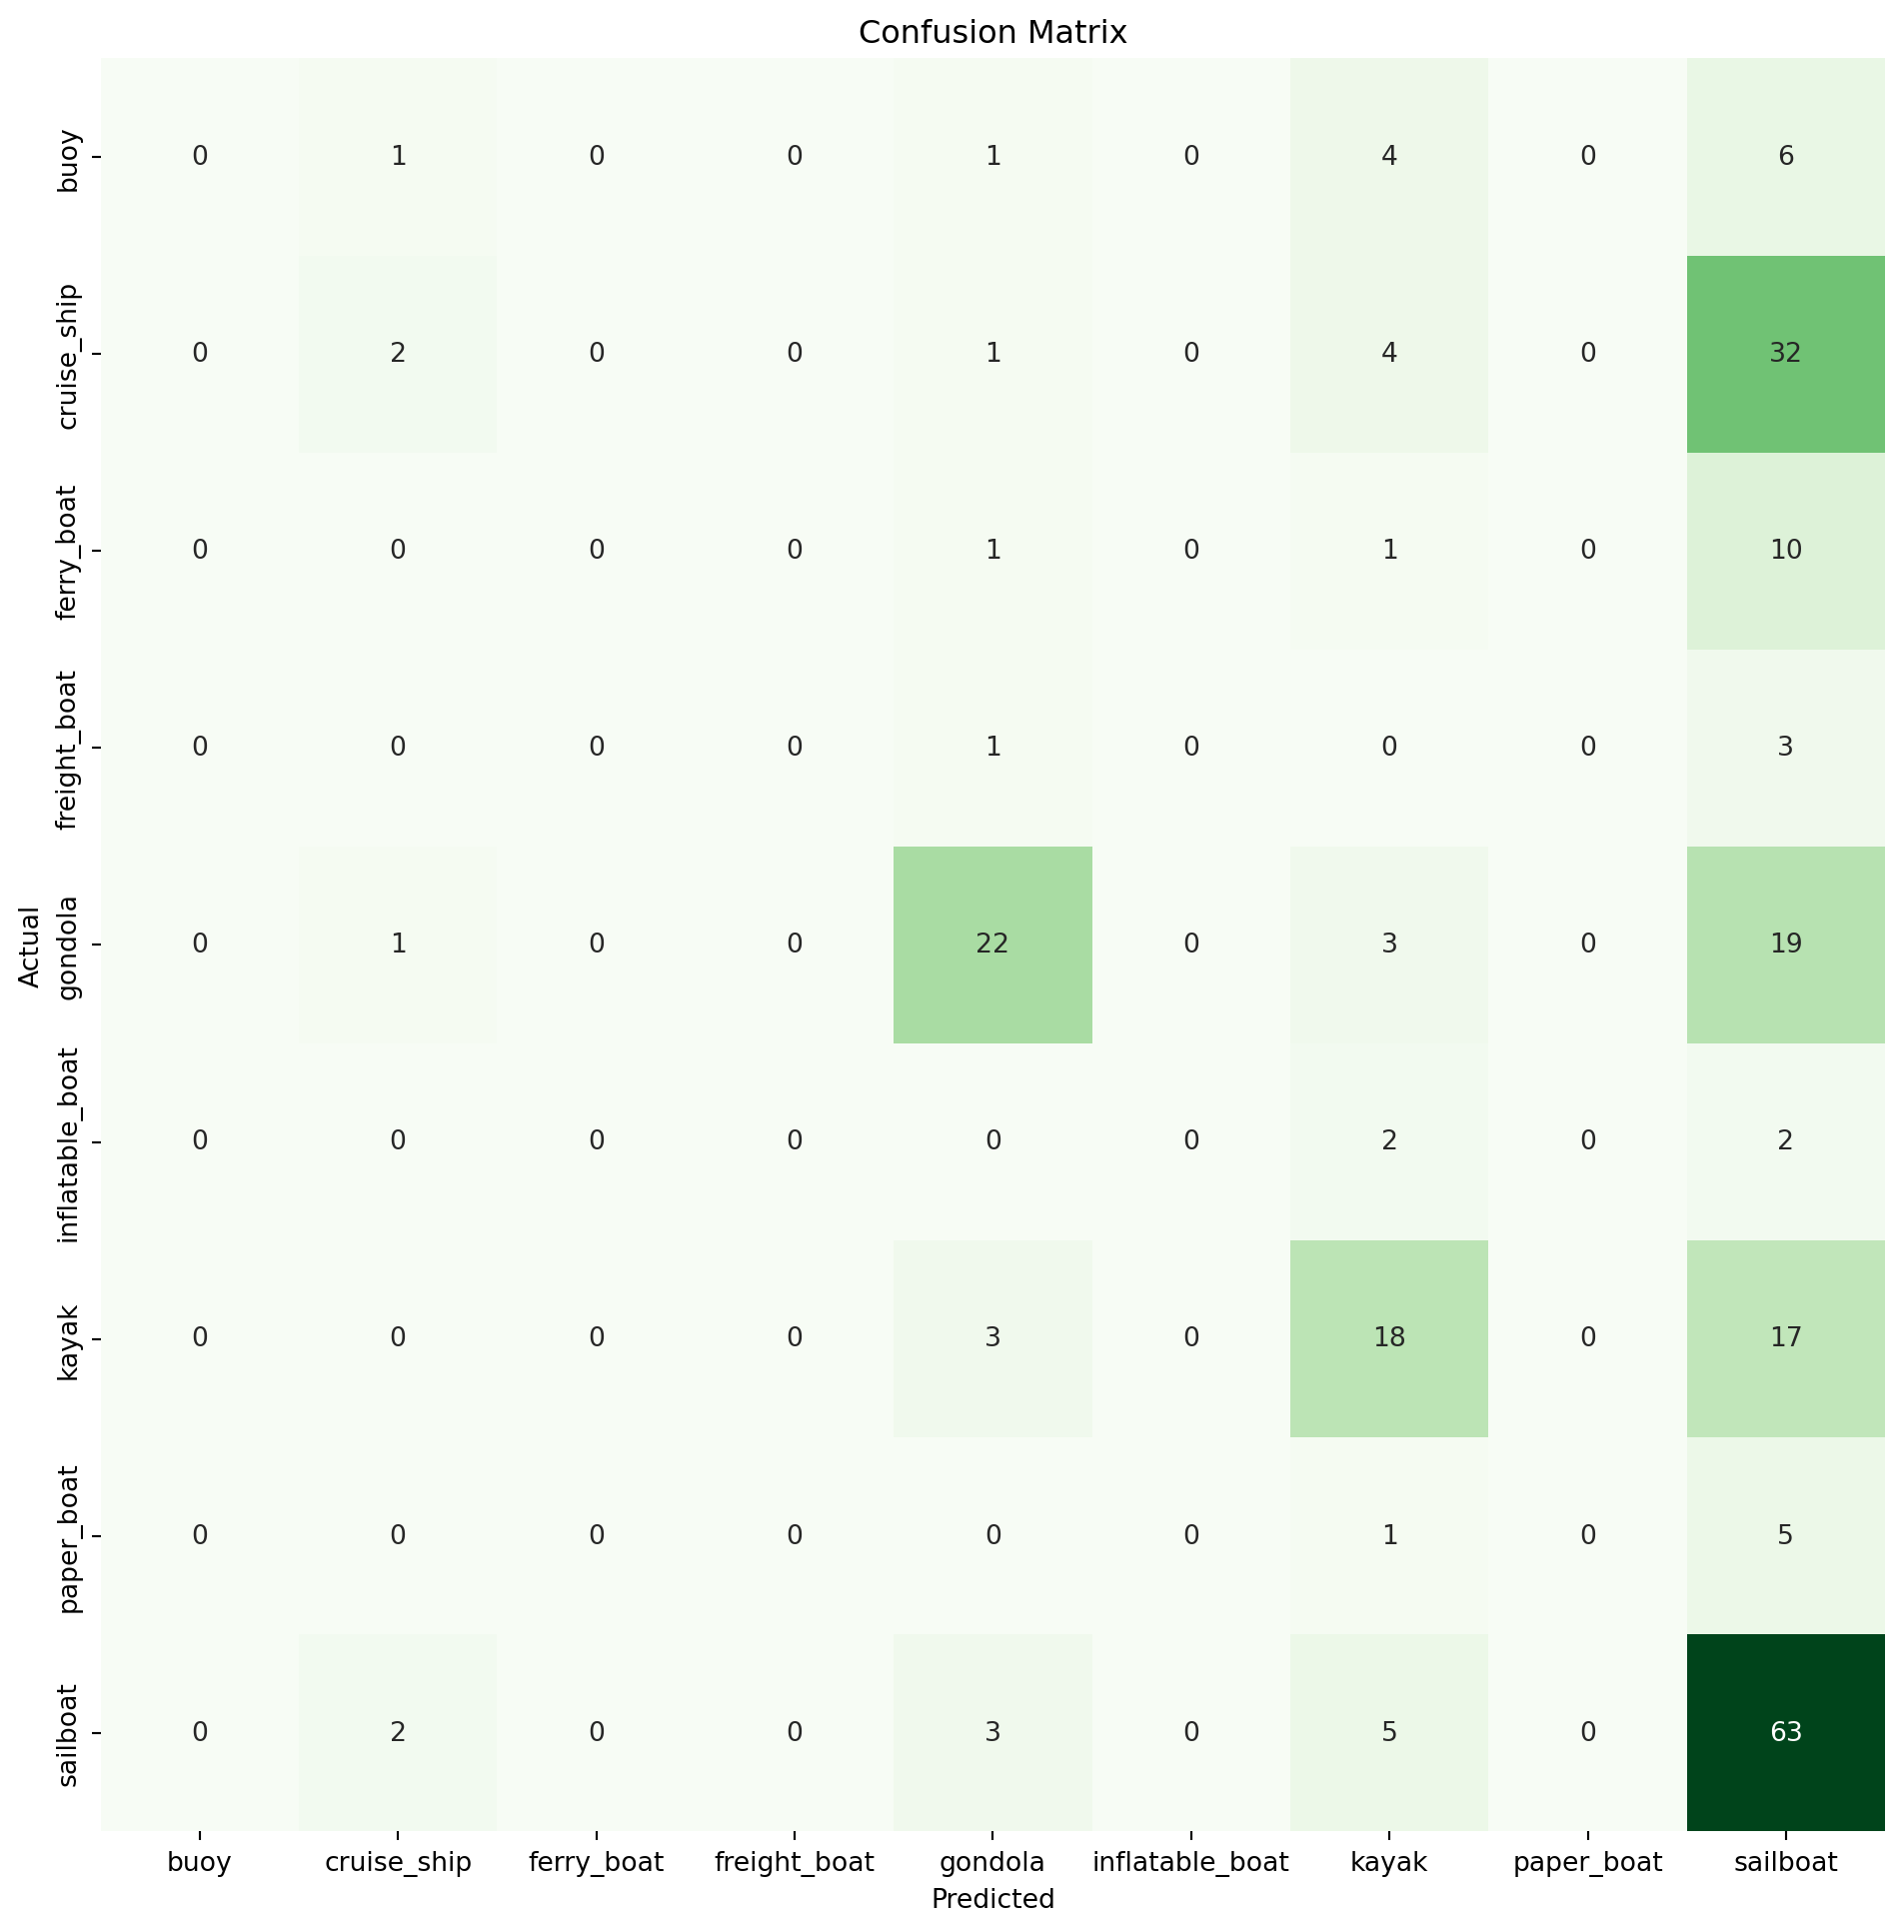 Confusion Matrix
Actual
buoy 0 1 0 0 1 0 4 0 6
cruise_ship 0 2 0 0 1 0 4 0 32
ferry_boat 0 0 0 0 1 0 1 0 10
freight_boat 0 0 0 0 1 0 0 0 3
gondola 0 1 0 0 22 0 3 0 19
inflatable_boat 0 0 0 0 0 0 2 0 2
kayak 0 0 0 0 3 0 18 0 17
paper_boat 0 0 0 0 0 0 1 0 5
sailboat 0 2 0 0 3 0 5 0 63
buoy cruise_ship ferry_boat freight_boat gondola inflatable_boat kayak paper_boat sailboat
Predicted